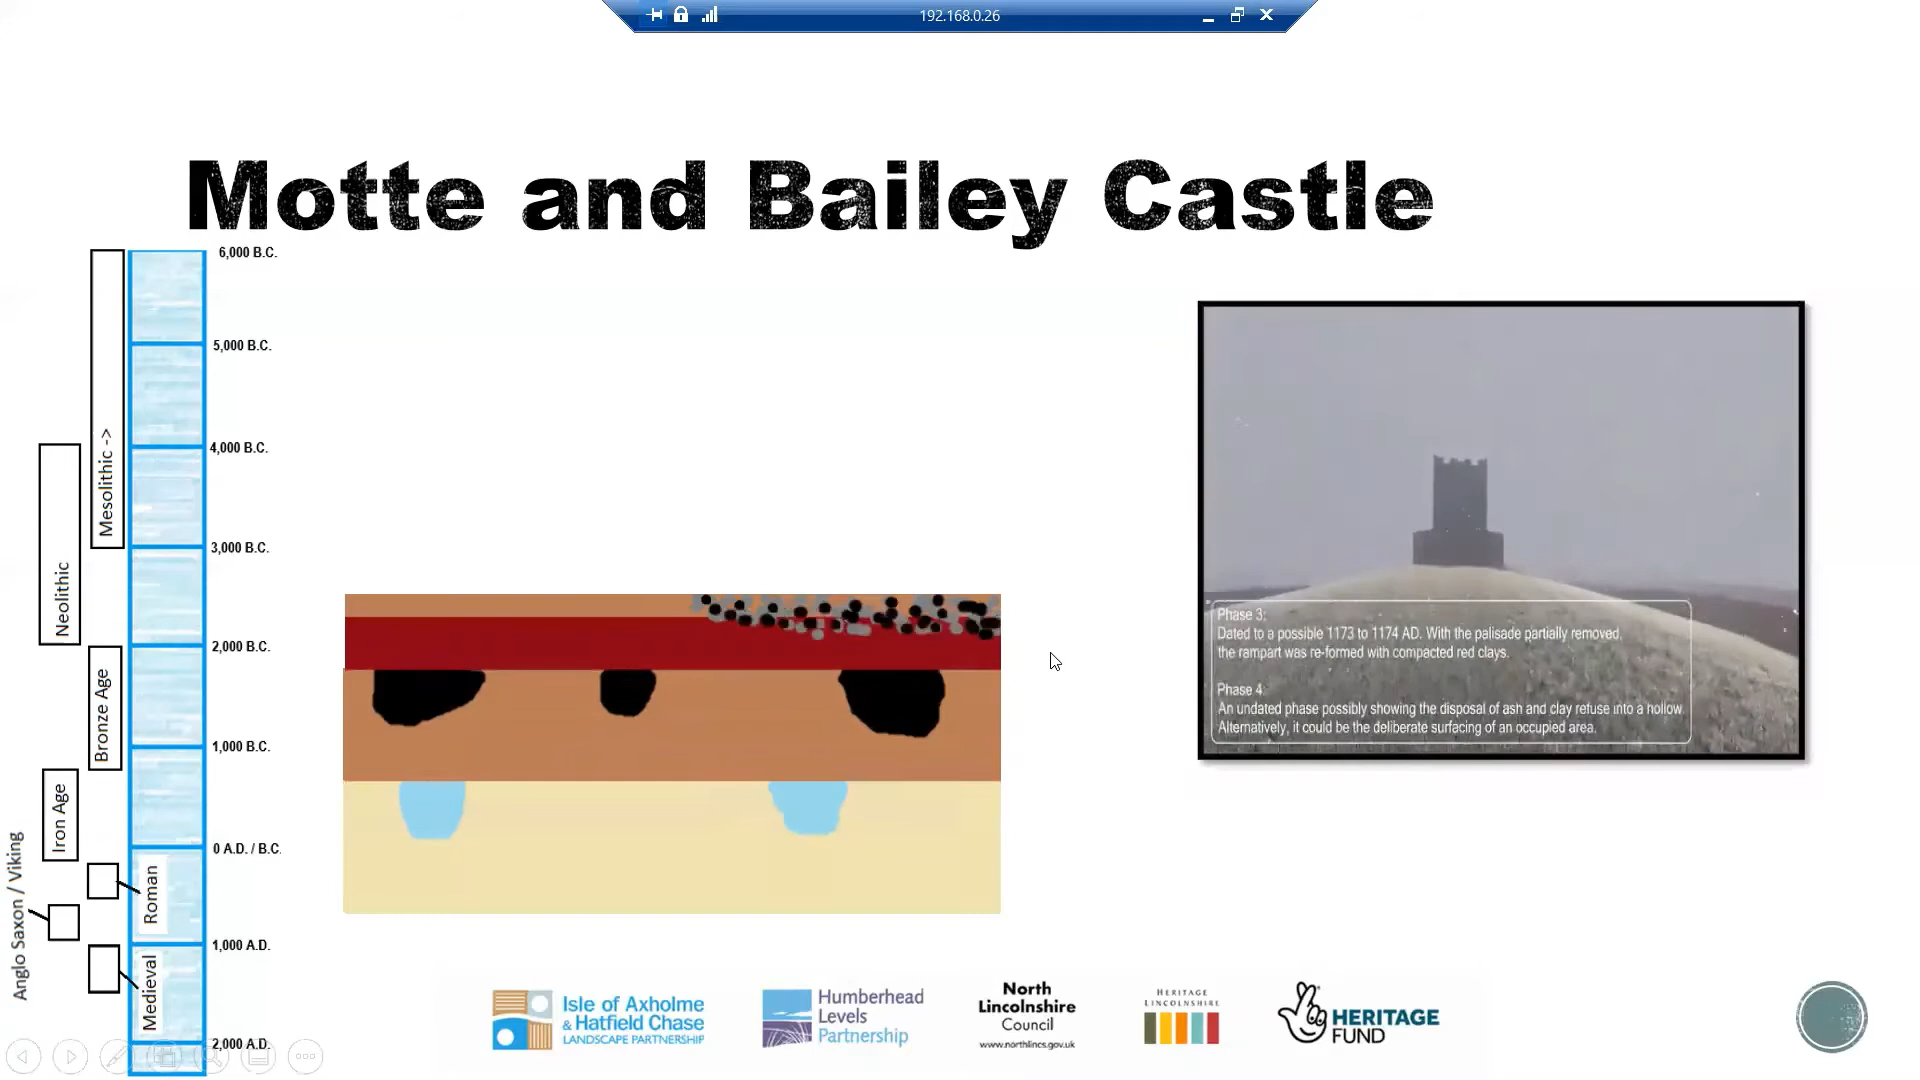 192.168.0.26
Motte and Bailey Castle
6,000 B.C.
5,000 B.C.
4,000 B.C.
3,000 B.C.
2,000 B.C.
1,000 B.C.
0 A.D. / B.C.
1,000 A.D.
2,000 A.D.
Mesolithic ->
Neolithic
Bronze Age
Iron Age
Roman
Anglo Saxon / Viking
Medieval
Phase 3:
Dated to a possible 1173 to 1174 AD. With the palisade partially removed,
the rampart was re-formed with compacted red clays.
Phase 4:
An undated phase possibly showing the disposal of ash and clay refuse into a hollow.
Alternatively, it could be the deliberate surfacing of an occupied area.
Isle of Axholme
& Hatfield Chase
LANDSCAPE PARTNERSHIP
Humberhead
Levels
Partnership
North
Lincolnshire
Council
www.northlincs.gov.uk
HERITAGE
LINCOLNSHIRE
HERITAGE
FUND